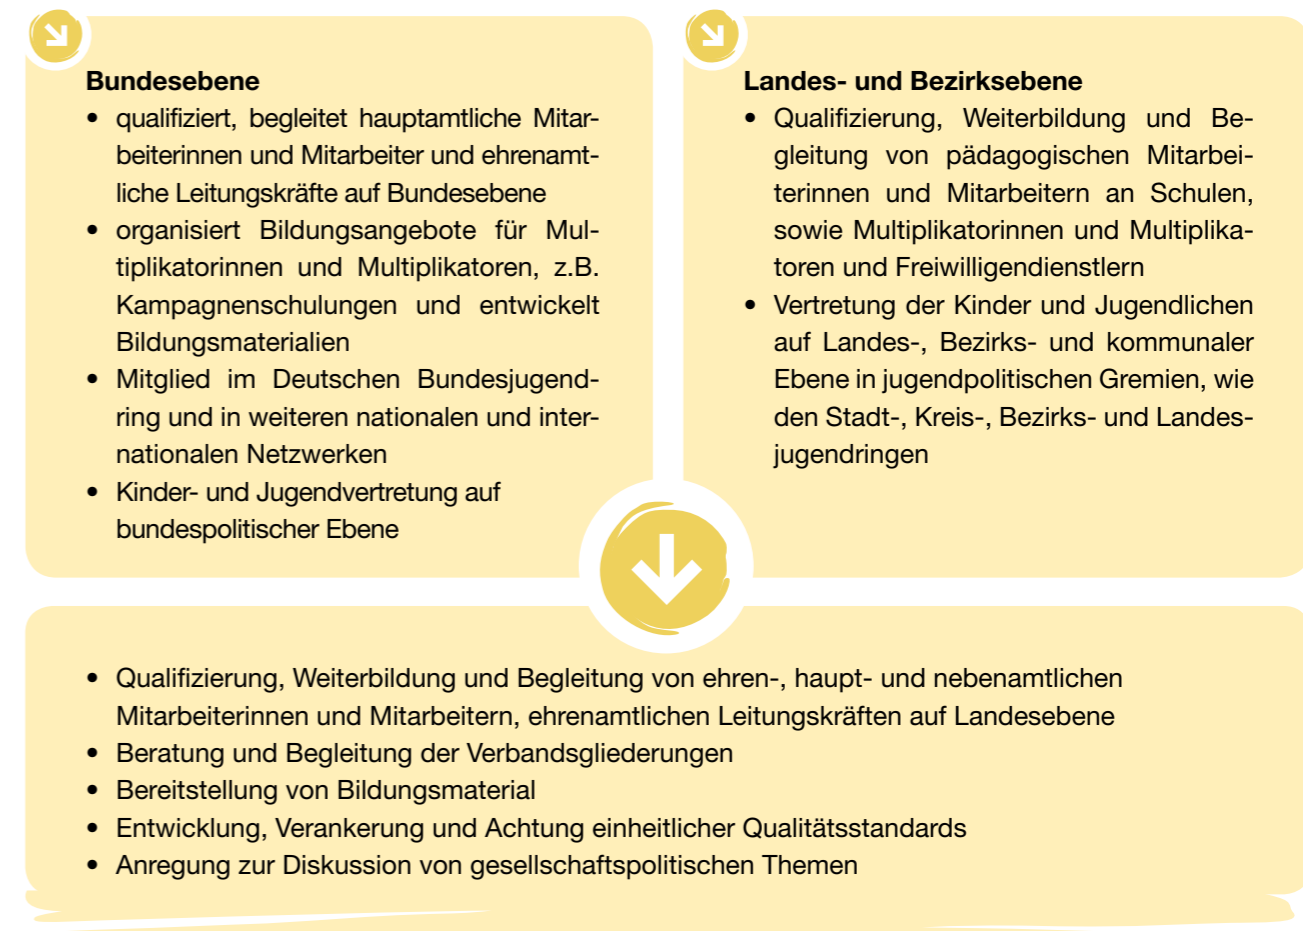 Bundesebene
• qualifiziert, begleitet hauptamtliche Mitar-
beiterinnen und Mitarbeiter und ehrenamt-
liche Leitungskräfte auf Bundesebene
• organisiert Bildungsangebote für Mul-
tiplikatorinnen und Multiplikatoren, z.B.
Kampagnenschulungen und entwickelt
Bildungsmaterialien
• Mitglied im Deutschen Bundesjugend-
ring und in weiteren nationalen und inter-
nationalen Netzwerken
• Kinder- und Jugendvertretung auf
bundespolitischer Ebene
Landes- und Bezirksebene
• Qualifizierung, Weiterbildung und Be-
gleitung von pädagogischen Mitarbei-
terinnen und Mitarbeitern an Schulen,
sowie Multiplikatorinnen und Multiplika-
toren und Freiwilligendienstlern
• Vertretung der Kinder und Jugendlichen
auf Landes-, Bezirks- und kommunaler
Ebene in jugendpolitischen Gremien, wie
den Stadt-, Kreis-, Bezirks- und Landes-
jugendringen
• Qualifizierung, Weiterbildung und Begleitung von ehren-, haupt- und nebenamtlichen
Mitarbeiterinnen und Mitarbeitern, ehrenamtlichen Leitungskräften auf Landesebene
• Beratung und Begleitung der Verbandsgliederungen
• Bereitstellung von Bildungsmaterial
• Entwicklung, Verankerung und Achtung einheitlicher Qualitätsstandards
• Anregung zur Diskussion von gesellschaftspolitischen Themen